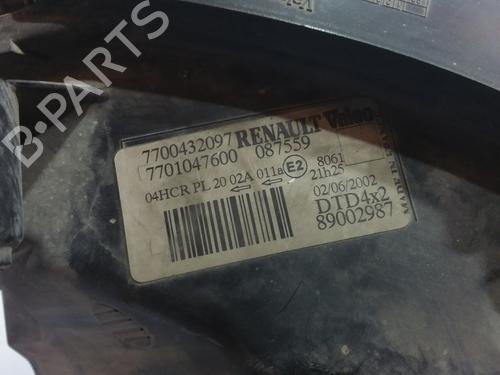 Valeo
B-PARTS
7700432097 RENAULT Valeo
7701047600 087559
04HCR PL 20 02A 011a E2 8061
21h25
02/06/2002
DTD4x2
89002987